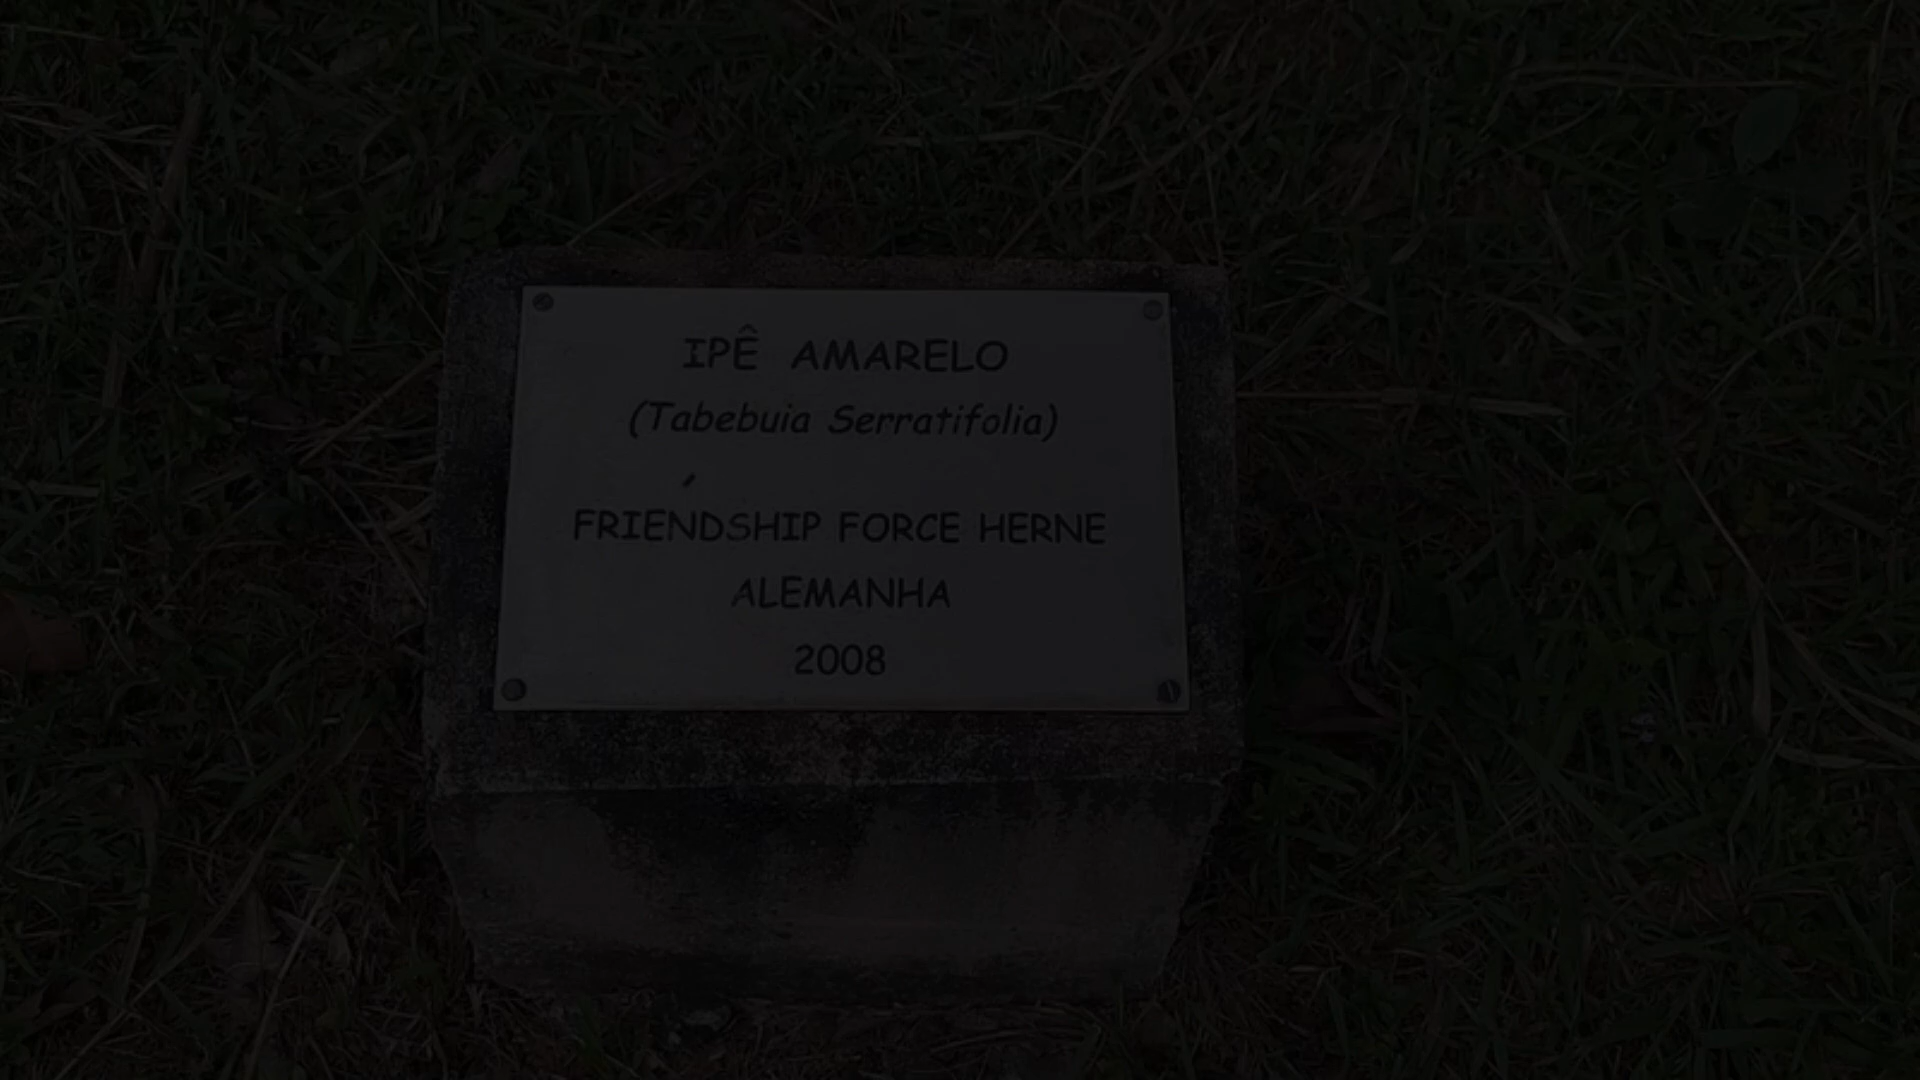 IPÊ AMARELO
(Tabebuia Serratifolia)
FRIENDSHIP FORCE HERNE
ALEMANHA
2008